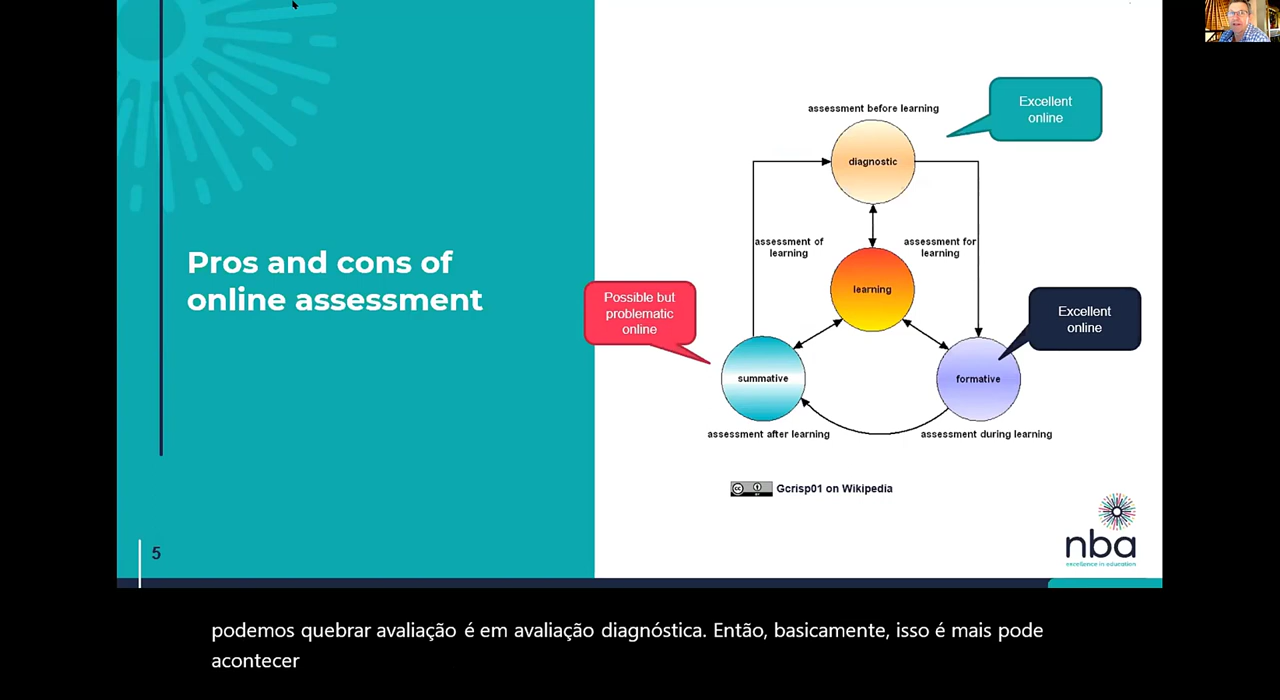 Pros and cons of
online assessment
5
assessment before learning
Excellent
online
diagnostic
assessment of
learning
assessment for
learning
learning
Possible but
problematic
online
Excellent
online
summative
formative
assessment after learning
assessment during learning
cc
BY
Gcrisp01 on Wikipedia
nba
excellence in education
podemos quebrar avaliação é em avaliação diagnóstica. Então, basicamente, isso é mais pode
acontecer